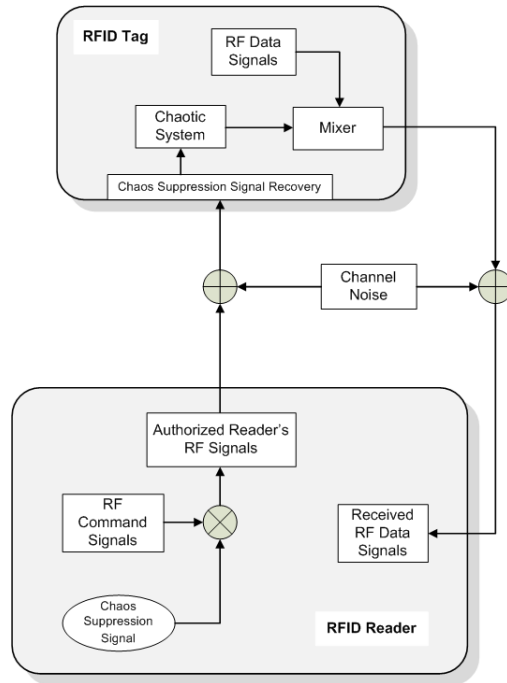 RFID Tag
RF Data
Signals
Chaotic
System
Mixer
Chaos Suppression Signal Recovery
Channel
Noise
Authorized Reader's
RF Signals
RF
Command
Signals
Received
RF Data
Signals
Chaos
Suppression
Signal
RFID Reader